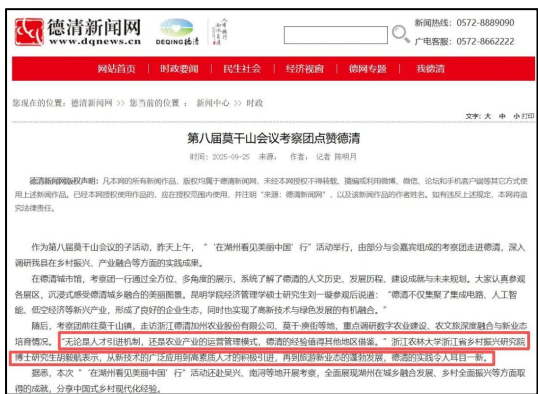 德清新闻网
www.dqnews.cn
DEQING德清
新闻热线：0572-8889090
广电客服：0572-8662222
网站首页 | 时政要闻 | 民生社会 | 经济视窗 | 德网专题 | 我德清
您现在的位置：德清新闻网 >> 您当前的位置 ： 新闻中心 >> 时政
文字：大 中 小 打印
第八届莫干山会议考察团点赞德清
时间：2025-09-25 来源： 作者： 记者 陈明月
德清新闻网版权声明：凡本网的所有新闻作品，版权均属于德清新闻网，未经本网授权不得转载、摘编或利用微博、微信、论坛和手机客户端等其它方式使
用上述新闻作品。已经本网授权使用作品的，应在授权范围内使用，并注明“来源：德清新闻网”，以及该新闻作品的作者姓名。如有违反上述规定，本网将追
究法律责任。
作为第八届莫干山会议的子活动，昨天上午，“‘在湖州看见美丽中国’行”活动举行，由部分与会嘉宾组成的考察团走进德清，深入
调研我县在乡村振兴、产业融合等方面的实践成果。
在德清城市馆，考察团一行通过全方位、多角度的展示，系统了解了德清的人文历史、发展历程、建设成就与未来规划。大家认真参观
各展区，沉浸式感受德清城乡融合的美丽图景。昆明学院经济管理学硕士研究生刘一璇参观后说道：“德清不仅聚集了集成电路、人工智
能、低空经济等新兴产业，形成了良好的企业生态，同时也实现了高新技术与绿色发展的有机融合。”
随后，考察团前往莫干山镇，走访浙江德清加州农业股份有限公司、莫干·庾街等地，重点调研数字农业建设、农文旅深度融合与新业态
培育情况。“无论是人才引进机制，还是农业产业的运营管理模式，德清的经验值得其他地区借鉴。”浙江农林大学浙江省乡村振兴研究院
博士研究生胡毅航表示，从新技术的广泛应用到高素质人才的积极引进，再到旅游新业态的蓬勃发展，德清的实践令人耳目一新。
据悉，本次“‘在湖州看见美丽中国’行”活动还赴吴兴、南浔等地开展考察，全面展现湖州在城乡融合发展、乡村全面振兴等方面取
得的成就，分享中国式乡村现代化经验。